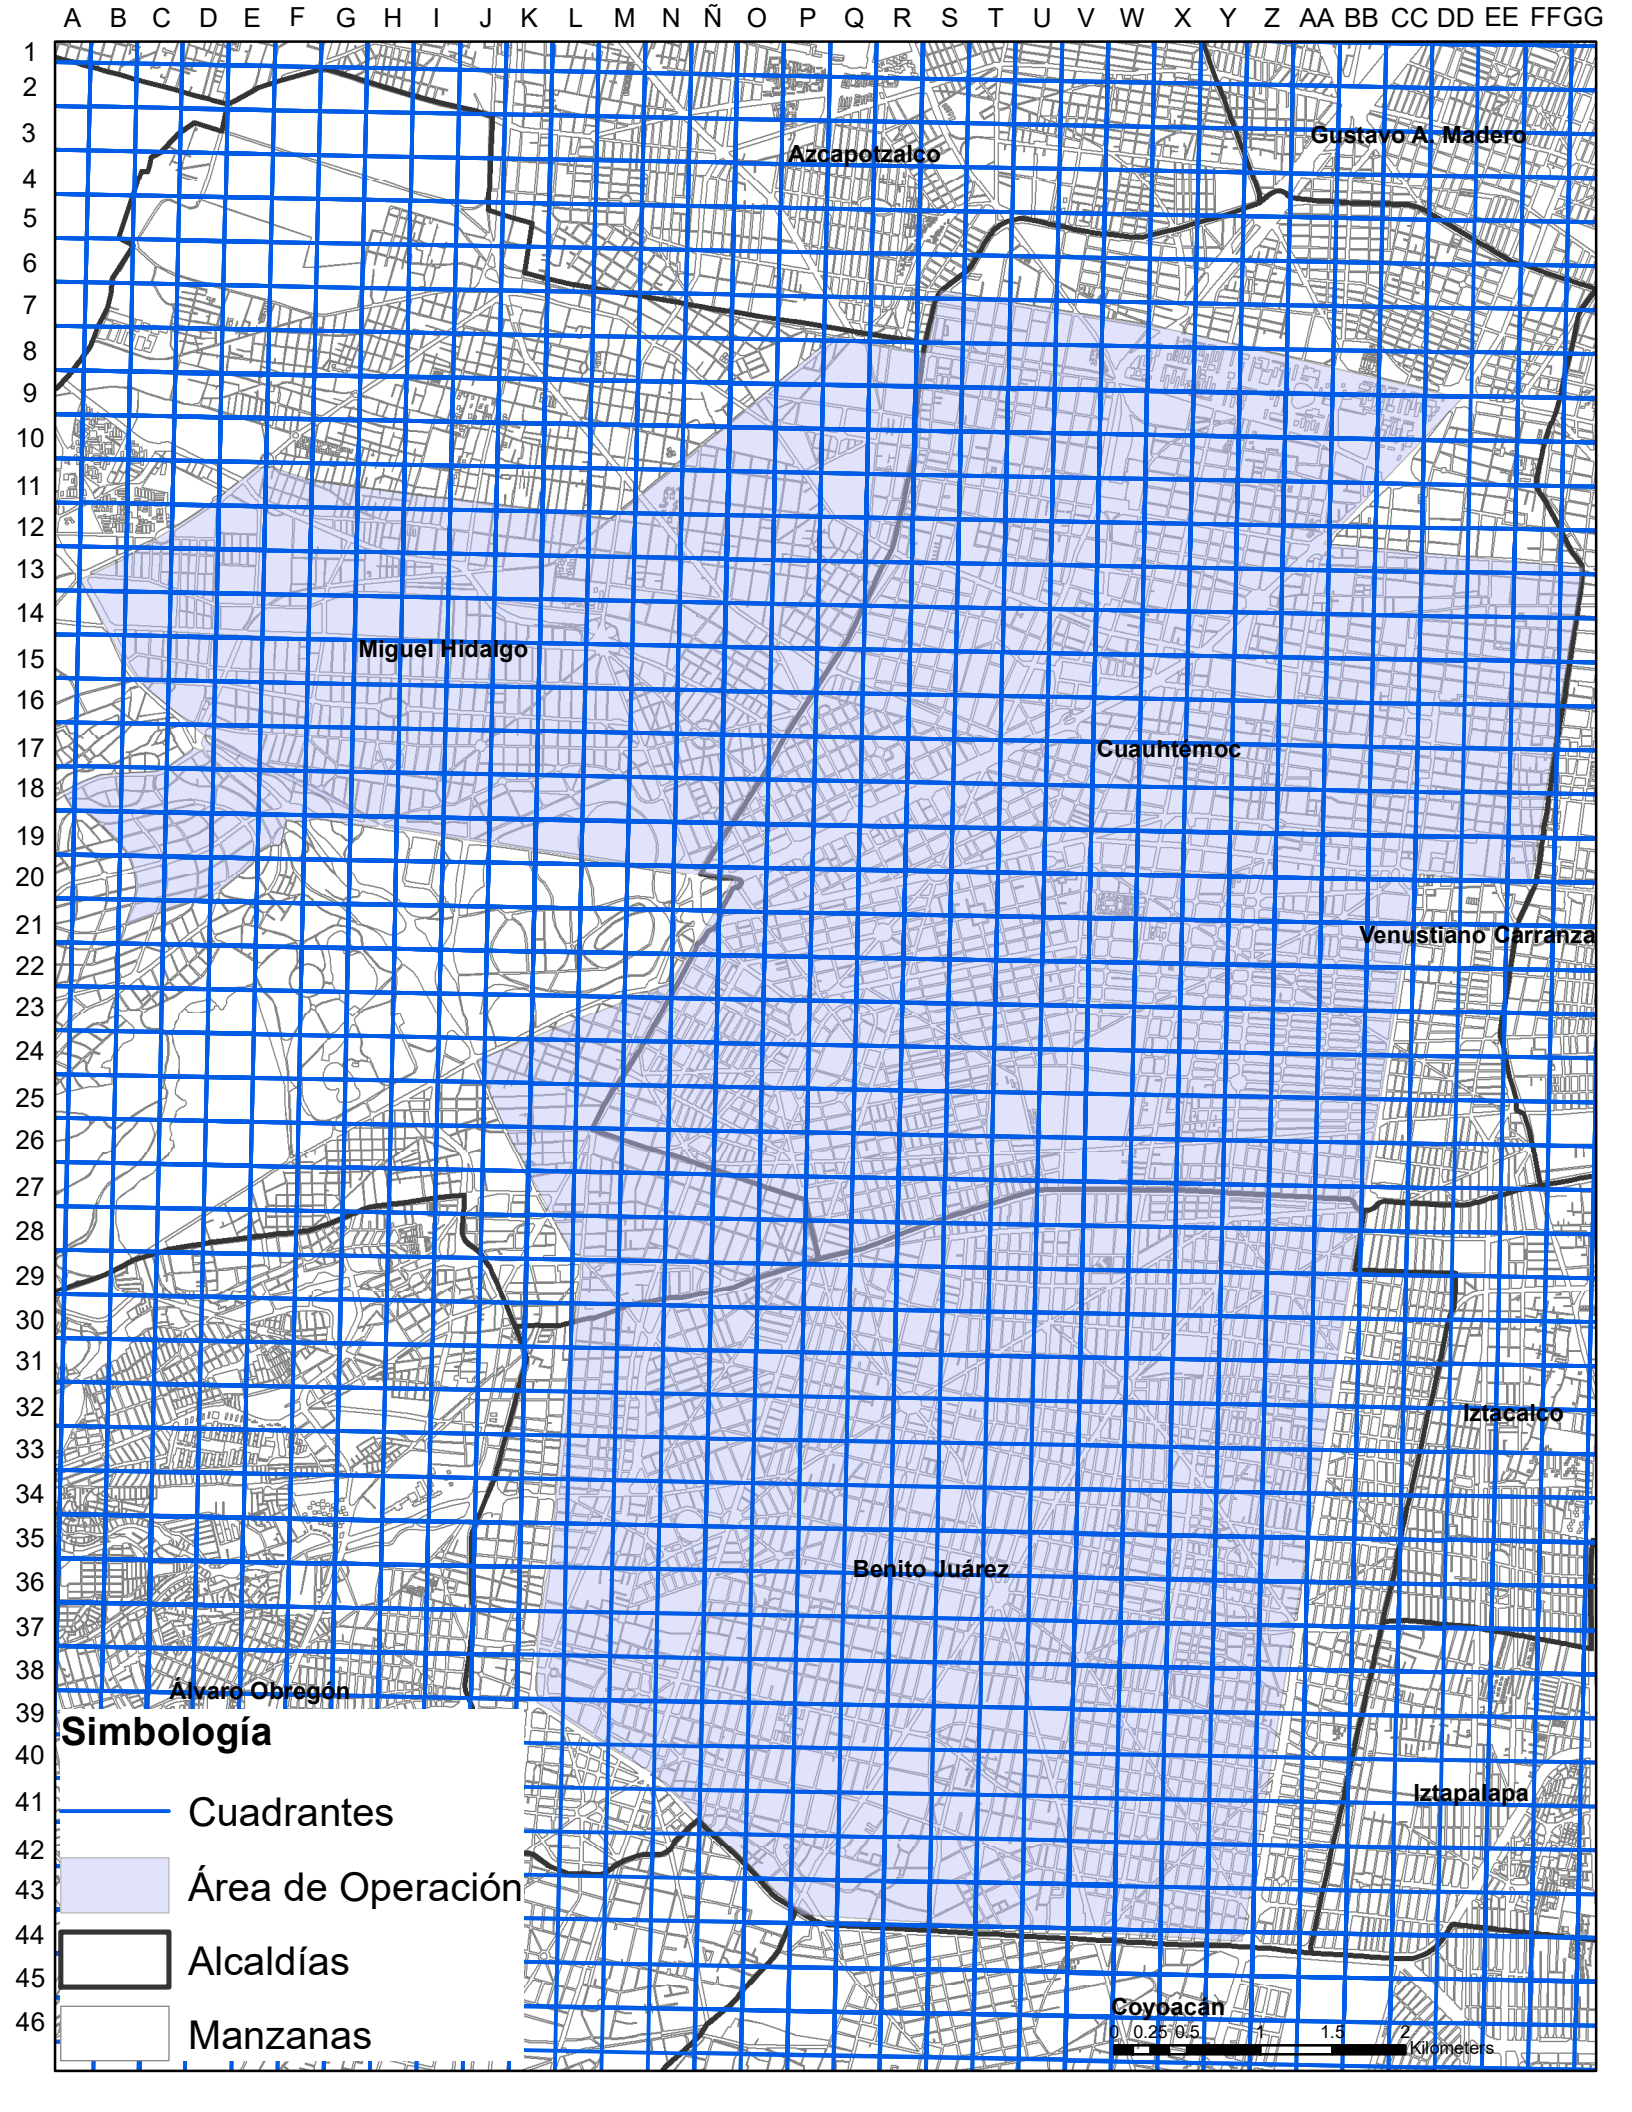 A B C D E F G H I J K L M N Ñ O P Q R S T U V W X Y Z AA BB CC DD EE FF GG
1
2
3
Gustavo A. Madero
Azcapotzalco
4
5
6
7
8
9
10
11
12
13
14
Miguel Hidalgo
15
16
17
Cuauhtémoc
18
19
20
21
Venustiano Carranza
22
23
24
25
26
27
28
29
30
31
32
Iztacalco
33
34
35
Benito Juárez
36
37
38
Álvaro Obregón
39
Simbología
40
Iztapalapa
41
Cuadrantes
42
43
Área de Operación
44
Alcaldías
45
Coyoacán
46
0 0.25 0.5 1 1.5 2
Manzanas
Kilometers